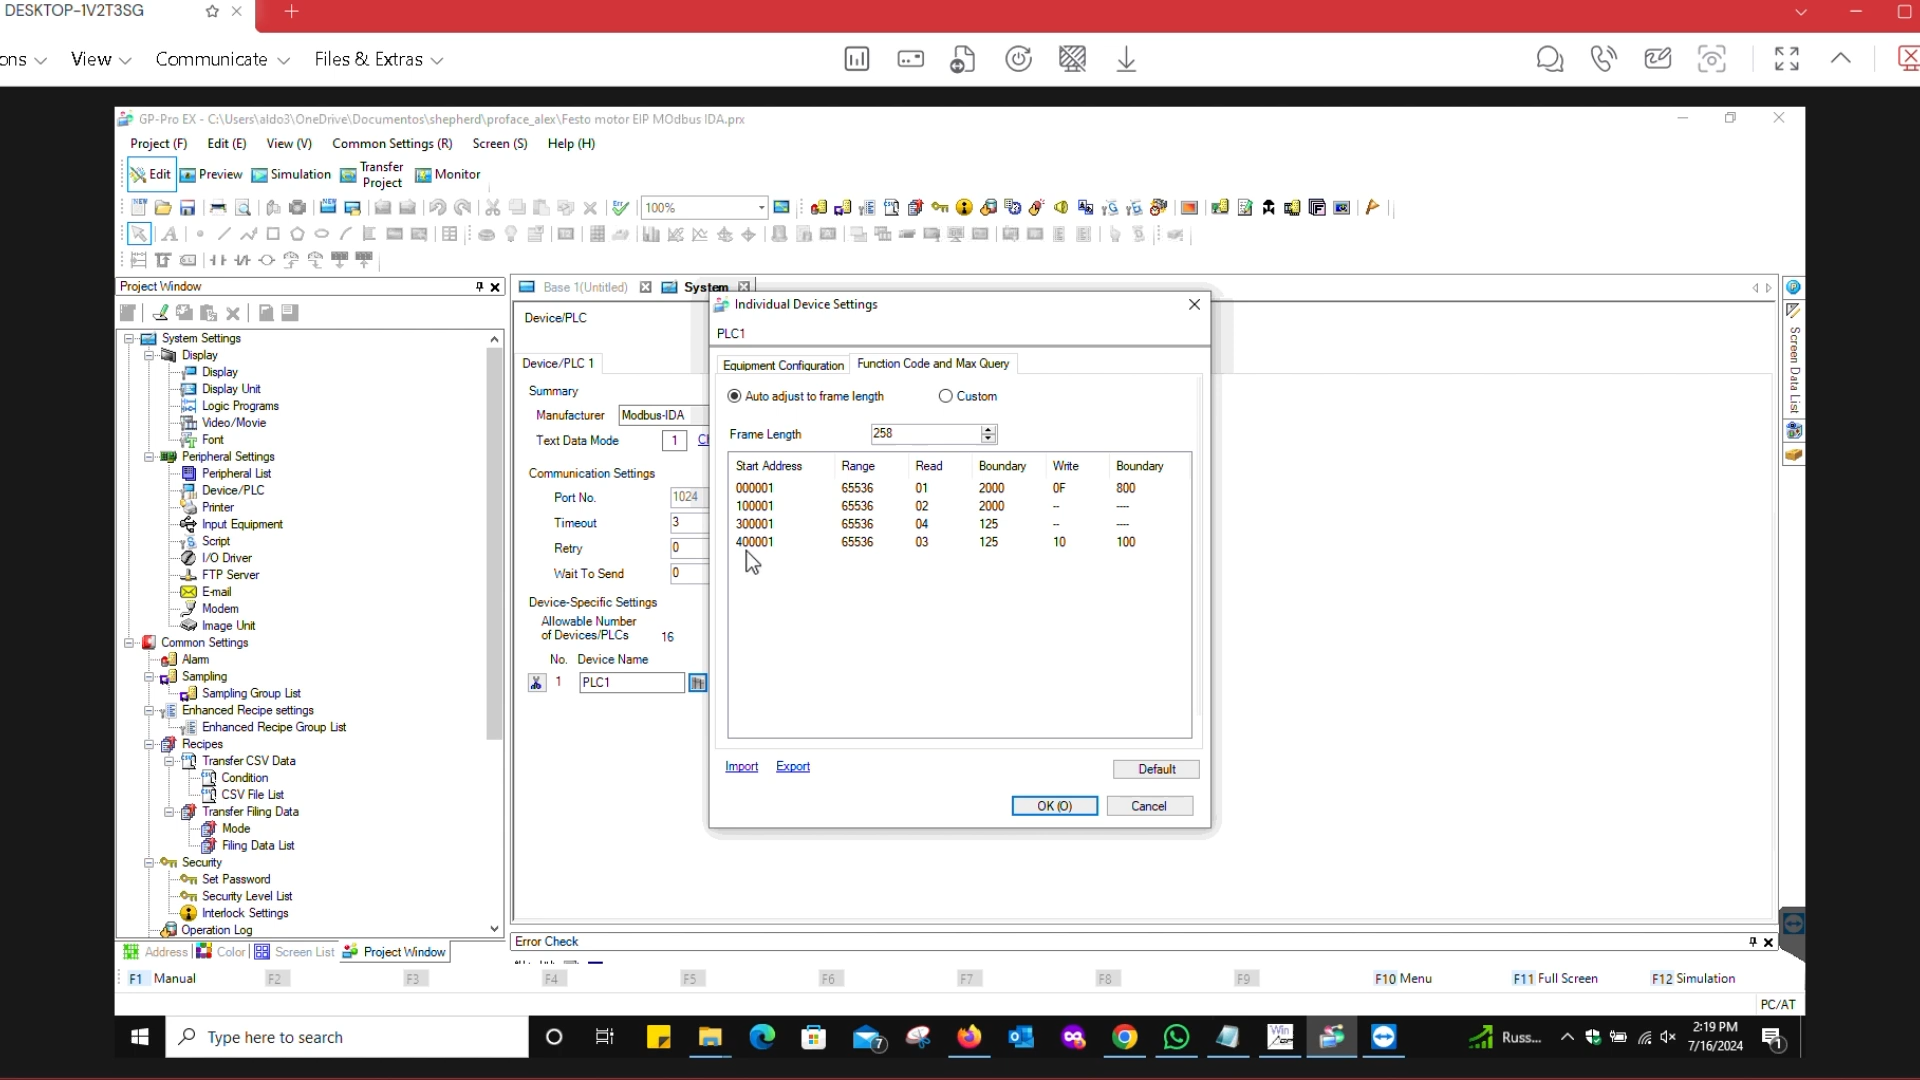 DESKTOP-1V2T3SG
ons View Communicate Files & Extras
GP-Pro EX - C:\Users\aldo3\OneDrive\Documentos\shepherd\proface_alex\Festo motor EIP MOdbus IDA.prx
Project (F) Edit (E) View (V) Common Settings (R) Screen (S) Help (H)
Edit Preview Simulation Transfer Project Monitor
100%
Project Window
Base 1(Untitled) System
System Settings
Display
Display
Display Unit
Logic Programs
Video/Movie
Font
Peripheral Settings
Peripheral List
Device/PLC
Printer
Input Equipment
Script
I/O Driver
FTP Server
E-mail
Modem
Image Unit
Common Settings
Alarm
Sampling
Sampling Group List
Enhanced Recipe settings
Enhanced Recipe Group List
Recipes
Transfer CSV Data
Condition
CSV File List
Transfer Filing Data
Mode
Filing Data List
Security
Set Password
Security Level List
Interlock Settings
Operation Log
Address Color Screen List Project Window
Device/PLC
Device/PLC 1
Summary
Manufacturer Modbus-IDA
Text Data Mode 1
Communication Settings
Port No. 1024
Timeout 3
Retry 0
Wait To Send 0
Device-Specific Settings
Allowable Number
of Devices/PLCs 16
No. Device Name
1 PLC1
Individual Device Settings
PLC1
Equipment Configuration Function Code and Max Query
Auto adjust to frame length Custom
Frame Length 258
Start Address Range Read Boundary Write Boundary
000001 65536 01 2000 0F 800
100001 65536 02 2000 -- ----
300001 65536 04 125 -- ----
400001 65536 03 125 10 100
Import Export Default
OK (O) Cancel
Screen Data List
Error Check
F1 Manual F2 F3 F4 F5 F6 F7 F8 F9 F10 Menu F11 Full Screen F12 Simulation
PC/AT
Type here to search
7
Win
Russ...
2:19 PM
7/16/2024
1